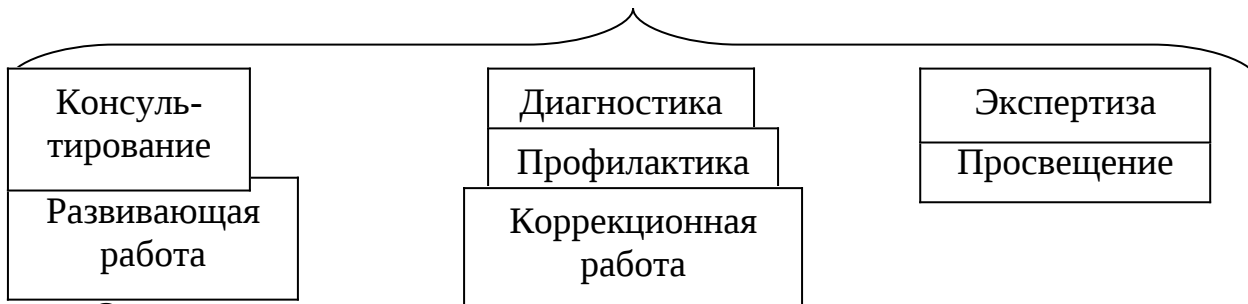 Консуль-
тирование
Развивающая
работа
Диагностика
Профилактика
Коррекционная
работа
Экспертиза
Просвещение